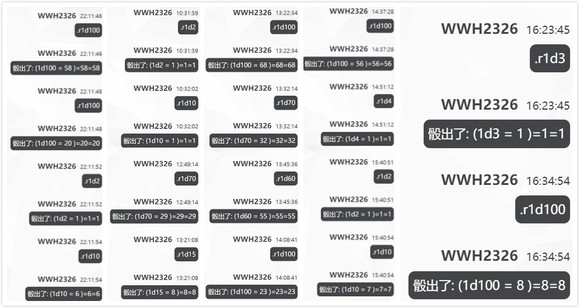 WWH2326 22:11:46
.r1d100
WWH2326 22:11:46
骰出了: (1d100 = 58 )=58=58
WWH2326 22:11:48
.r1d100
WWH2326 22:11:48
骰出了: (1d100 = 20 )=20=20
WWH2326 22:11:52
.r1d2
WWH2326 22:11:52
骰出了: (1d2 = 1 )=1=1
WWH2326 22:11:54
.r1d10
WWH2326 22:11:54
骰出了: (1d10 = 6 )=6=6
WWH2326 10:31:59
.r1d2
WWH2326 10:31:59
骰出了: (1d2 = 1 )=1=1
WWH2326 10:32:02
.r1d10
WWH2326 10:32:02
骰出了: (1d10 = 1 )=1=1
WWH2326 12:49:14
.r1d70
WWH2326 12:49:14
骰出了: (1d70 = 29 )=29=29
WWH2326 13:21:08
.r1d15
WWH2326 13:21:08
骰出了: (1d15 = 8 )=8=8
WWH2326 13:22:34
.r1d100
WWH2326 13:22:34
骰出了: (1d100 = 68 )=68=68
WWH2326 13:32:14
.r1d70
WWH2326 13:32:14
骰出了: (1d70 = 32 )=32=32
WWH2326 13:45:36
.r1d60
WWH2326 13:45:36
骰出了: (1d60 = 55 )=55=55
WWH2326 14:08:41
.r1d100
WWH2326 14:08:41
骰出了: (1d100 = 23 )=23=23
WWH2326 14:37:28
.r1d100
WWH2326 14:37:28
骰出了: (1d100 = 56 )=56=56
WWH2326 14:51:12
.r1d4
WWH2326 14:51:12
骰出了: (1d4 = 1 )=1=1
WWH2326 15:40:51
.r1d2
WWH2326 15:40:51
骰出了: (1d2 = 1 )=1=1
WWH2326 15:40:54
.r1d10
WWH2326 15:40:54
骰出了: (1d10 = 7 )=7=7
WWH2326 16:23:45
.r1d3
WWH2326 16:23:45
骰出了: (1d3 = 1 )=1=1
WWH2326 16:34:54
.r1d100
WWH2326 16:34:54
骰出了: (1d100 = 8 )=8=8